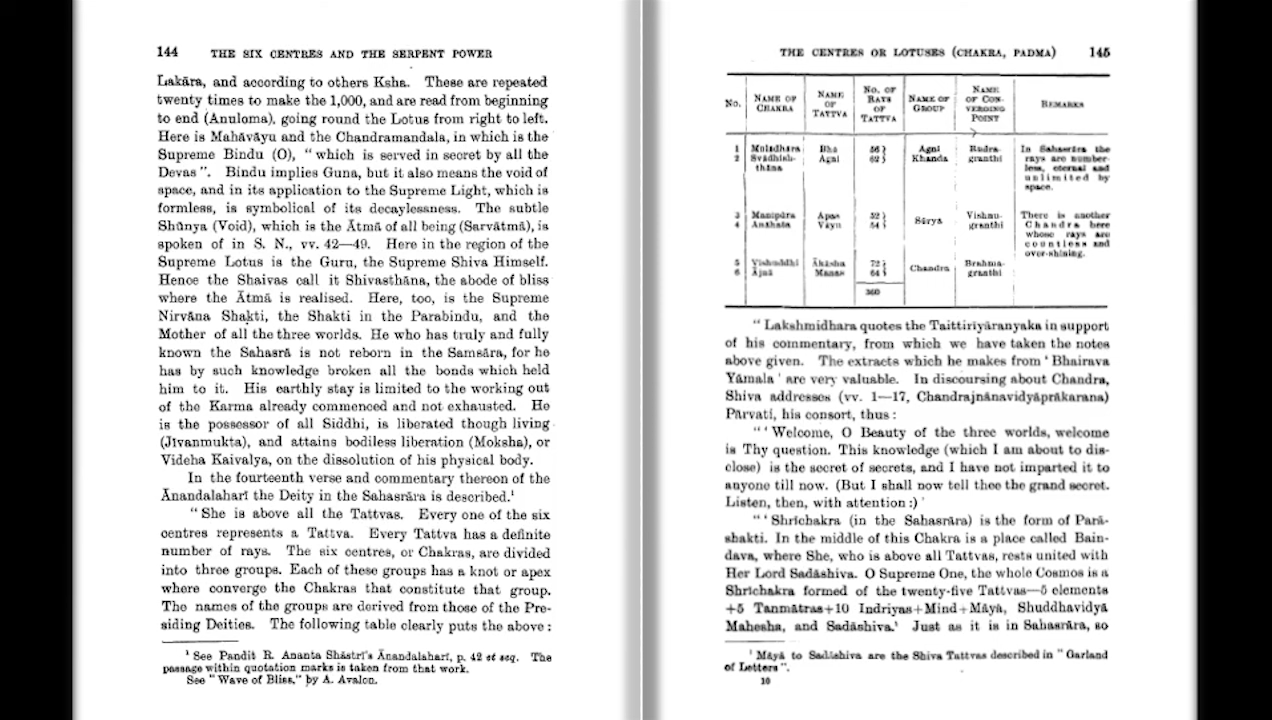 144 THE SIX CENTRES AND THE SERPENT POWER
Lakāra, and according to others Ksha. These are repeated
twenty times to make the 1,000, and are read from beginning
to end (Anuloma), going round the Lotus from right to left.
Here is Mahāvāyu and the Chandramandala, in which is the
Supreme Bindu (O), " which is served in secret by all the
Devas ". Bindu implies Guna, but it also means the void of
space, and in its application to the Supreme Light, which is
formless, is symbolical of its decaylessness. The subtle
Shūnya (Void), which is the Ātmā of all being (Sarvātmā), is
spoken of in S. N., vv. 42—49. Here in the region of the
Supreme Lotus is the Guru, the Supreme Shiva Himself.
Hence the Shaivas call it Shivasthāna, the abode of bliss
where the Ātmā is realised. Here, too, is the Supreme
Nirvāna Shakti, the Shakti in the Parabindu, and the
Mother of all the three worlds. He who has truly and fully
known the Sahasrā is not reborn in the Samsāra, for he
has by such knowledge broken all the bonds which held
him to it. His earthly stay is limited to the working out
of the Karma already commenced and not exhausted. He
is the possessor of all Siddhi, is liberated though living
(Jīvanmukta), and attains bodiless liberation (Moksha), or
Videha Kaivalya, on the dissolution of his physical body.
In the fourteenth verse and commentary thereon of the
Ānandalaharī the Deity in the Sahasrāra is described.¹
" She is above all the Tattvas. Every one of the six
centres represents a Tattva. Every Tattva has a definite
number of rays. The six centres, or Chakras, are divided
into three groups. Each of these groups has a knot or apex
where converge the Chakras that constitute that group.
The names of the groups are derived from those of the Pre-
siding Deities. The following table clearly puts the above :
¹ See Pandit R. Ananta Shāstrī's Ānandalaharī, p. 42 et seq. The
passage within quotation marks is taken from that work.
See " Wave of Bliss," by A. Avalon.
THE CENTRES OR LOTUSES (CHAKRA, PADMA) 145
No. NAME OF CHAKRA NAME OF TATTVA No. OF RAYS OF TATTVA NAME OF GROUP NAME OF CONVERGING POINT REMARKS
1 Mūlādhāra Bhū 56 Agni Rudra- In Sahasrāra the
2 Svādhish- Agni 62 Khanda granthi rays are number-
thāna less, eternal and
unlimited by
space.
3 Manipūra Apas 52 Sūrya Vishnu- There is another
4 Anāhata Vāyu 54 granthi Chandra here
whose rays are
countless and
over-shining.
5 Vishuddhi Ākāsha 72 Chandra Brahma-
6 Ājnā Manas 64 granthi
360
" Lakshmidhara quotes the Taittirīyāranyaka in support
of his commentary, from which we have taken the notes
above given. The extracts which he makes from ' Bhairava
Yāmala ' are very valuable. In discoursing about Chandra,
Shiva addresses (vv. 1—17, Chandrajnānavidyāprakarana)
Pārvatī, his consort, thus :
" ' Welcome, O Beauty of the three worlds, welcome
is Thy question. This knowledge (which I am about to dis-
close) is the secret of secrets, and I have not imparted it to
anyone till now. (But I shall now tell thee the grand secret.
Listen, then, with attention :) '
" ' Shrīchakra (in the Sahasrāra) is the form of Parā-
shakti. In the middle of this Chakra is a place called Bain-
dava, where She, who is above all Tattvas, rests united with
Her Lord Sadāshiva. O Supreme One, the whole Cosmos is a
Shrīchakra formed of the twenty-five Tattvas—5 elements
+5 Tanmātras+10 Indriyas+Mind+Māyā, Shuddhavidyā
Mahesha, and Sadāshiva.¹ Just as it is in Sahasrāra, so
¹ Māyā to Sadāshiva are the Shiva Tattvas described in " Garland
of Letters ".
10